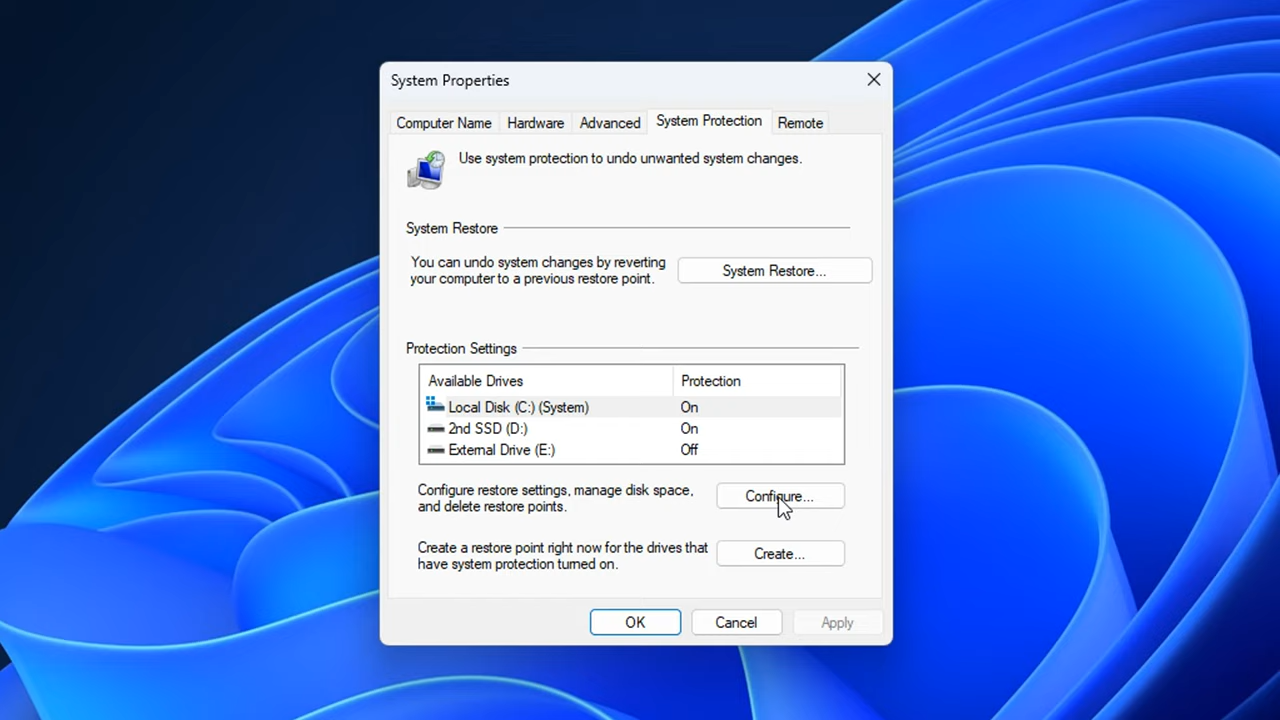 System Properties
Computer Name
Hardware
Advanced
System Protection
Remote
Use system protection to undo unwanted system changes.
System Restore
You can undo system changes by reverting
your computer to a previous restore point.
System Restore...
Protection Settings
Available Drives
Protection
Local Disk (C:) (System)
On
2nd SSD (D:)
On
External Drive (E:)
Off
Configure restore settings, manage disk space,
and delete restore points.
Configure...
Create a restore point right now for the drives that
have system protection turned on.
Create...
OK
Cancel
Apply